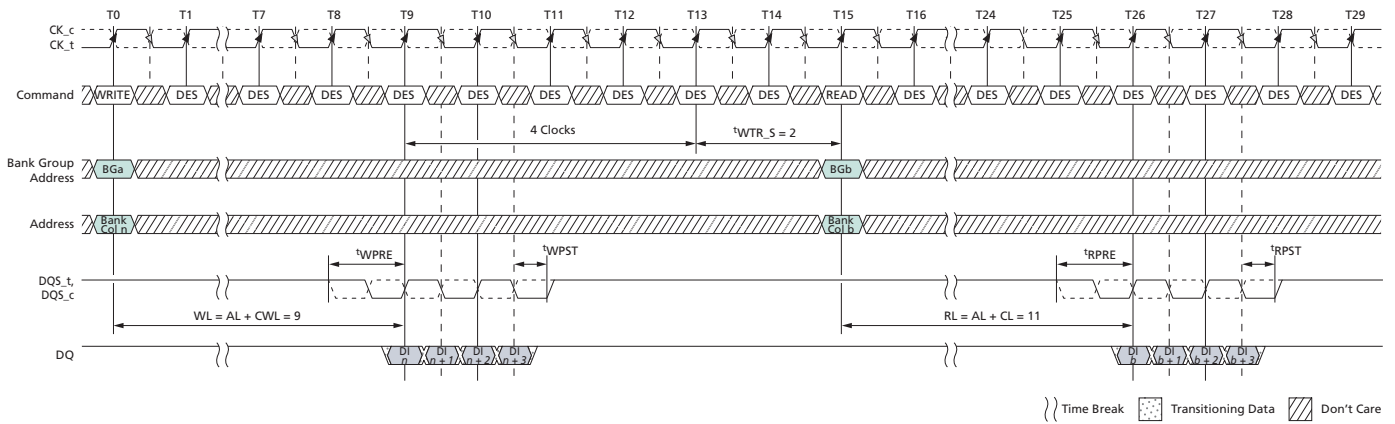 T0 T1 T7 T8 T9 T10 T11 T12 T13 T14 T15 T16 T24 T25 T26 T27 T28 T29
CK_c
CK_t
Command WRITE DES DES DES DES DES DES DES DES DES READ DES DES DES DES DES DES DES
4 Clocks tWTR_S = 2
Bank Group
Address BGa BGb
Address Bank
Col n Bank
Col b
tWPRE tWPST tRPRE tRPST
DQS_t,
DQS_c
WL = AL + CWL = 9 RL = AL + CL = 11
DQ DI
n DI
n + 1 DI
n + 2 DI
n + 3 DI
b DI
b + 1 DI
b + 2 DI
b + 3
Time Break Transitioning Data Don't Care